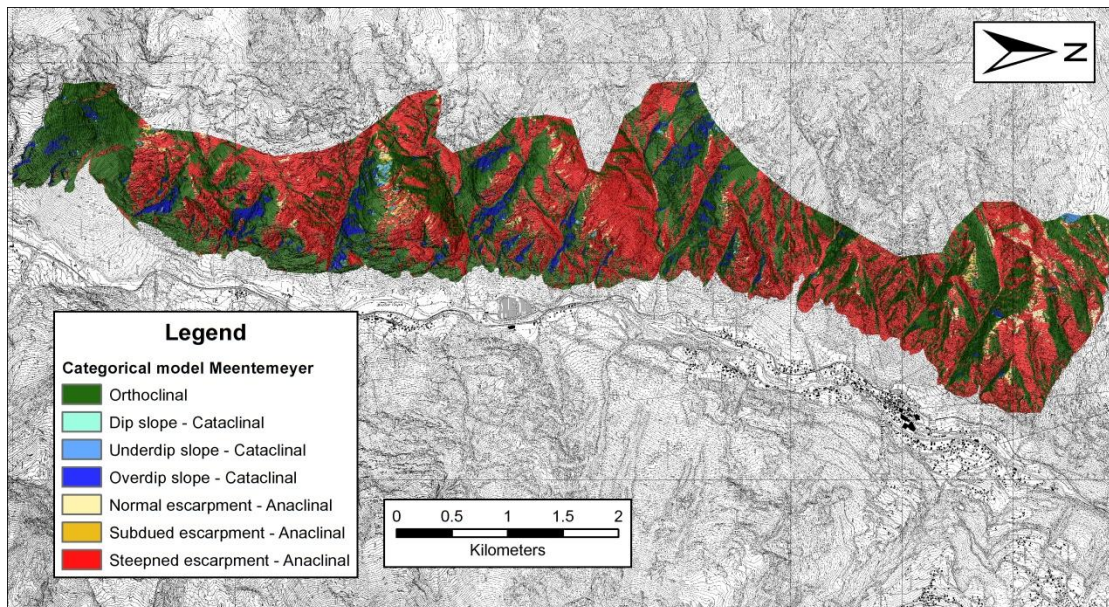 N
Legend
Categorical model Meentemeyer
Orthoclinal
Dip slope - Cataclinal
Underdip slope - Cataclinal
Overdip slope - Cataclinal
Normal escarpment - Anaclinal
Subdued escarpment - Anaclinal
Steepned escarpment - Anaclinal
0 0.5 1 1.5 2
Kilometers